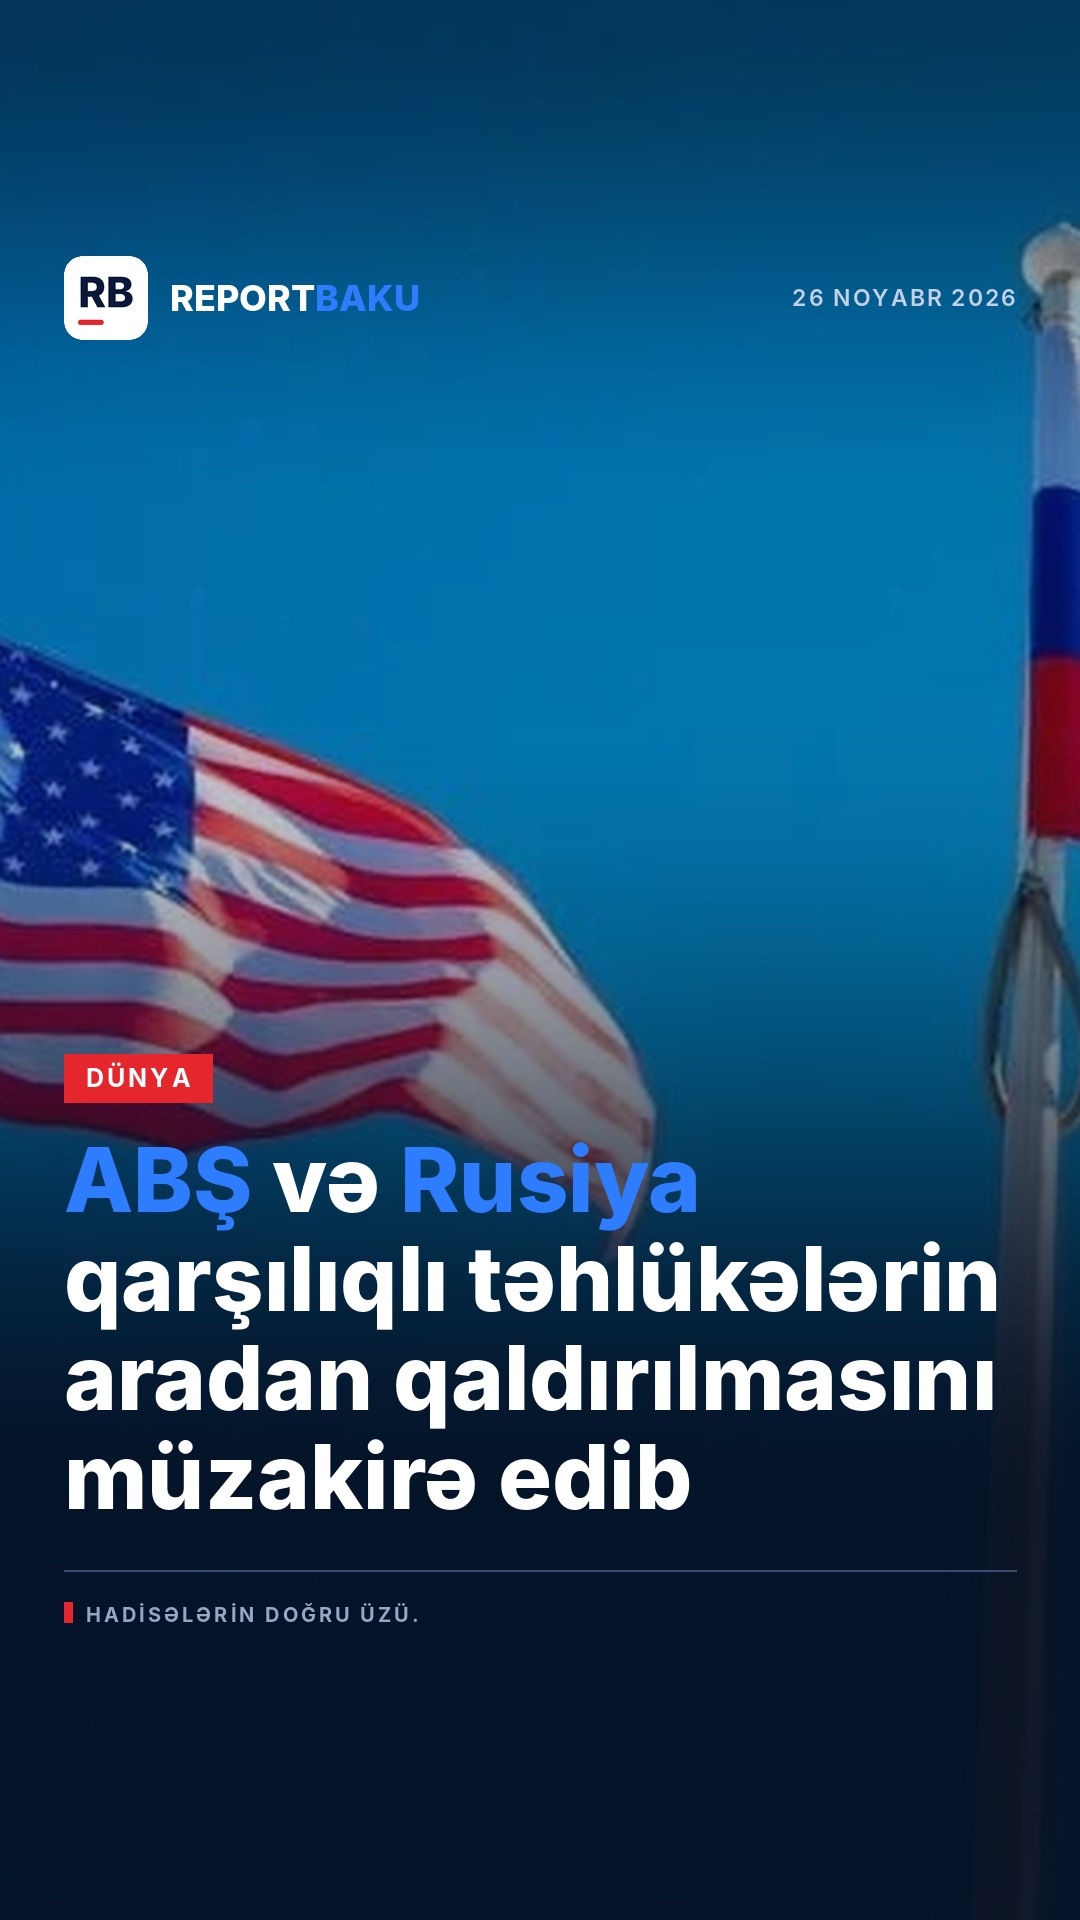 RB
REPORTBAKU
26 NOYABR 2026
DÜNYA
ABŞ və Rusiya
qarşılıqlı təhlükələrin
aradan qaldırılmasını
müzakirə edib
HADİSƏLƏRİN DOĞRU ÜZÜ.